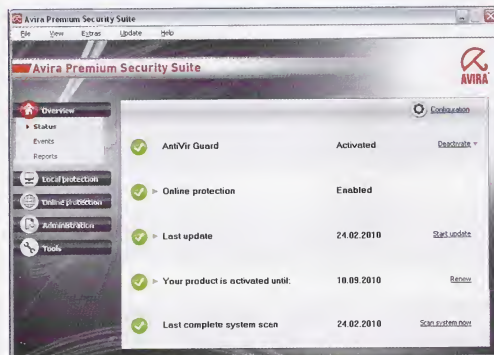 Avira Premium Security Suite
File View Extras Update Help
Avira Premium Security Suite
AVIRA
Overview
Status
Events
Reports
Local protection
Online protection
Administration
Tools
Configuration
AntiVir Guard Activated Deactivate
Online protection Enabled
Last update 24.02.2010 Start update
Your product is activated until: 10.09.2010 Renew
Last complete system scan 24.02.2010 Scan system now